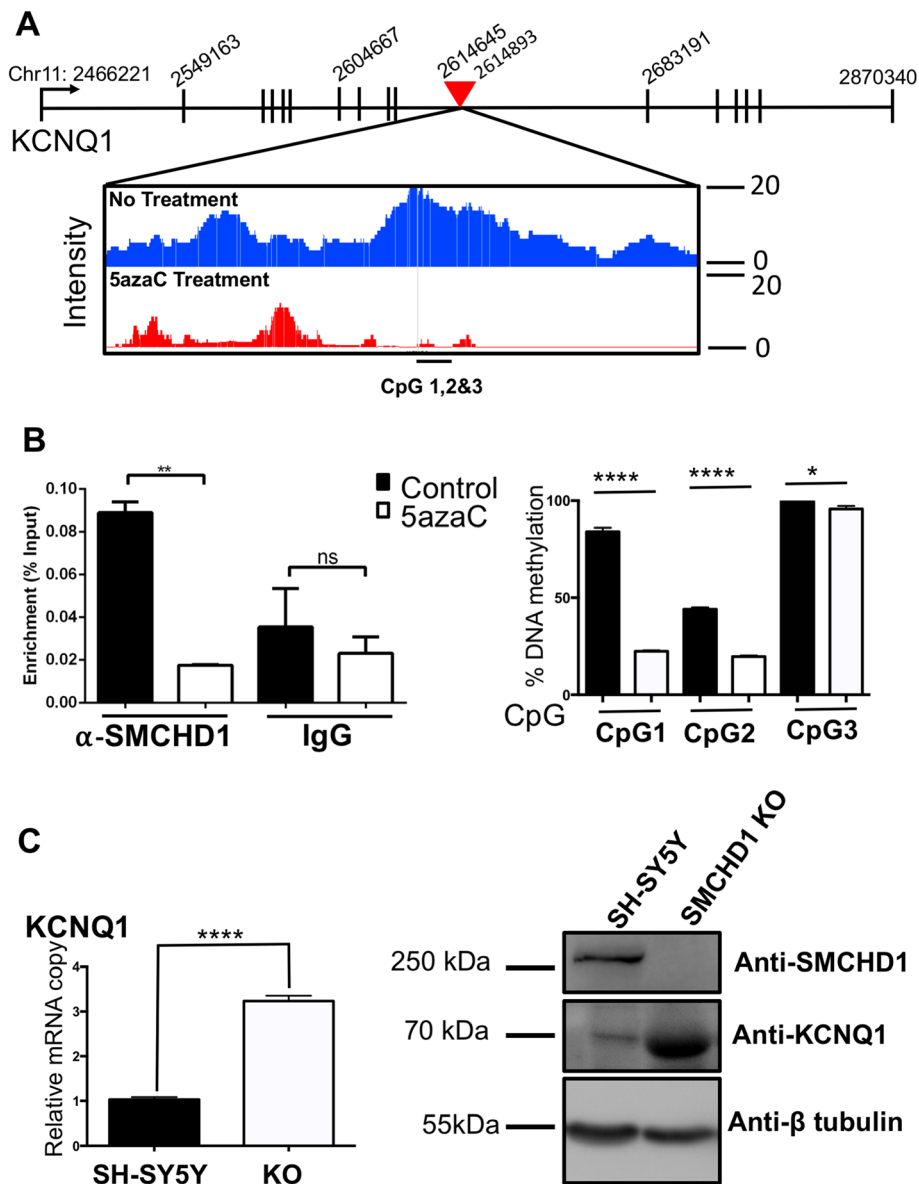 A
Chr11: 2466221
2549163
2604667
2614645
2614893
2683191
2870340
KCNQ1
Intensity
No Treatment
20
0
5azaC Treatment
20
0
CpG 1,2&3
B
Enrichment (% Input)
0.10
0.080
0.06
0.04
0.02
0.00
**
ns
α-SMCHD1
IgG
Control
5azaC
% DNA methylation
100
50
0
****
****
*
CpG
CpG1
CpG2
CpG3
C
KCNQ1
Relative mRNA copy
4
3
2
1
0
****
SH-SY5Y
KO
SH-SY5Y
SMCHD1 KO
250 kDa
Anti-SMCHD1
70 kDa
Anti-KCNQ1
55kDa
Anti-β tubulin